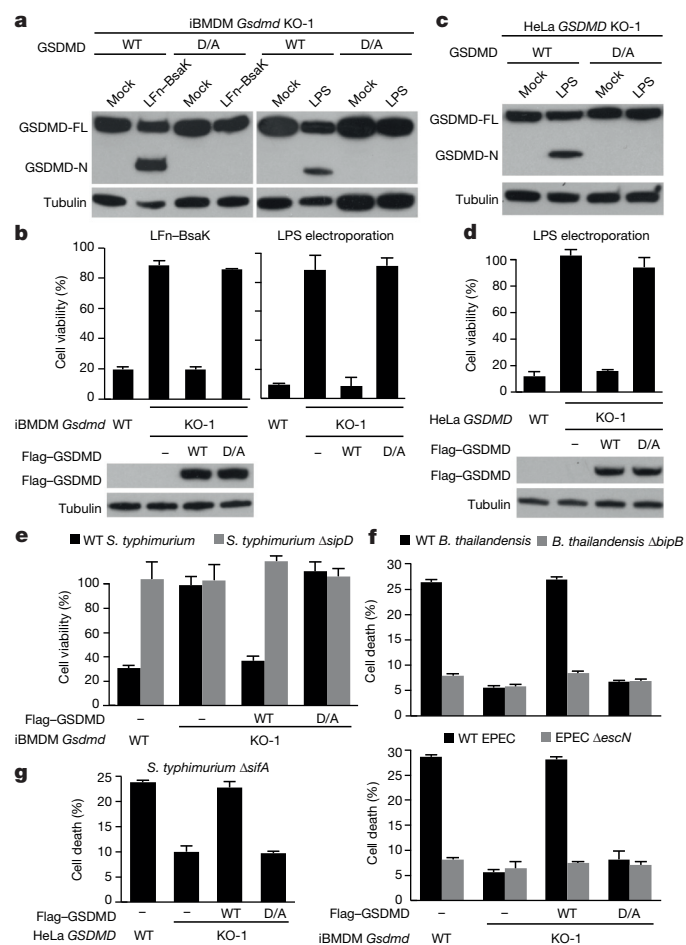 a
iBMDM Gsdmd KO-1
GSDMD WT D/A WT D/A
Mock LFn–BsaK Mock LFn–BsaK Mock LPS Mock LPS
GSDMD-FL
GSDMD-N
Tubulin
c
HeLa GSDMD KO-1
GSDMD WT D/A
Mock LPS Mock LPS
GSDMD-FL
GSDMD-N
Tubulin
b
LFn–BsaK LPS electroporation
Cell viability (%)
100
80
60
40
20
0
iBMDM Gsdmd WT KO-1 WT KO-1
Flag–GSDMD – WT D/A – WT D/A
Flag–GSDMD
Tubulin
d
LPS electroporation
Cell viability (%)
100
80
60
40
20
0
HeLa GSDMD WT KO-1
Flag–GSDMD – WT D/A
Flag–GSDMD
Tubulin
e
WT S. typhimurium S. typhimurium ΔsipD
Cell viability (%)
100
80
60
40
20
0
Flag–GSDMD – – WT D/A
iBMDM Gsdmd WT KO-1
f
WT B. thailandensis B. thailandensis ΔbipB
Cell death (%)
30
25
20
15
10
5
0
WT EPEC EPEC ΔescN
Cell death (%)
30
25
20
15
10
5
0
Flag–GSDMD – – WT D/A
iBMDM Gsdmd WT KO-1
g
S. typhimurium ΔsifA
Cell death (%)
25
20
15
10
5
0
Flag–GSDMD – – WT D/A
HeLa GSDMD WT KO-1